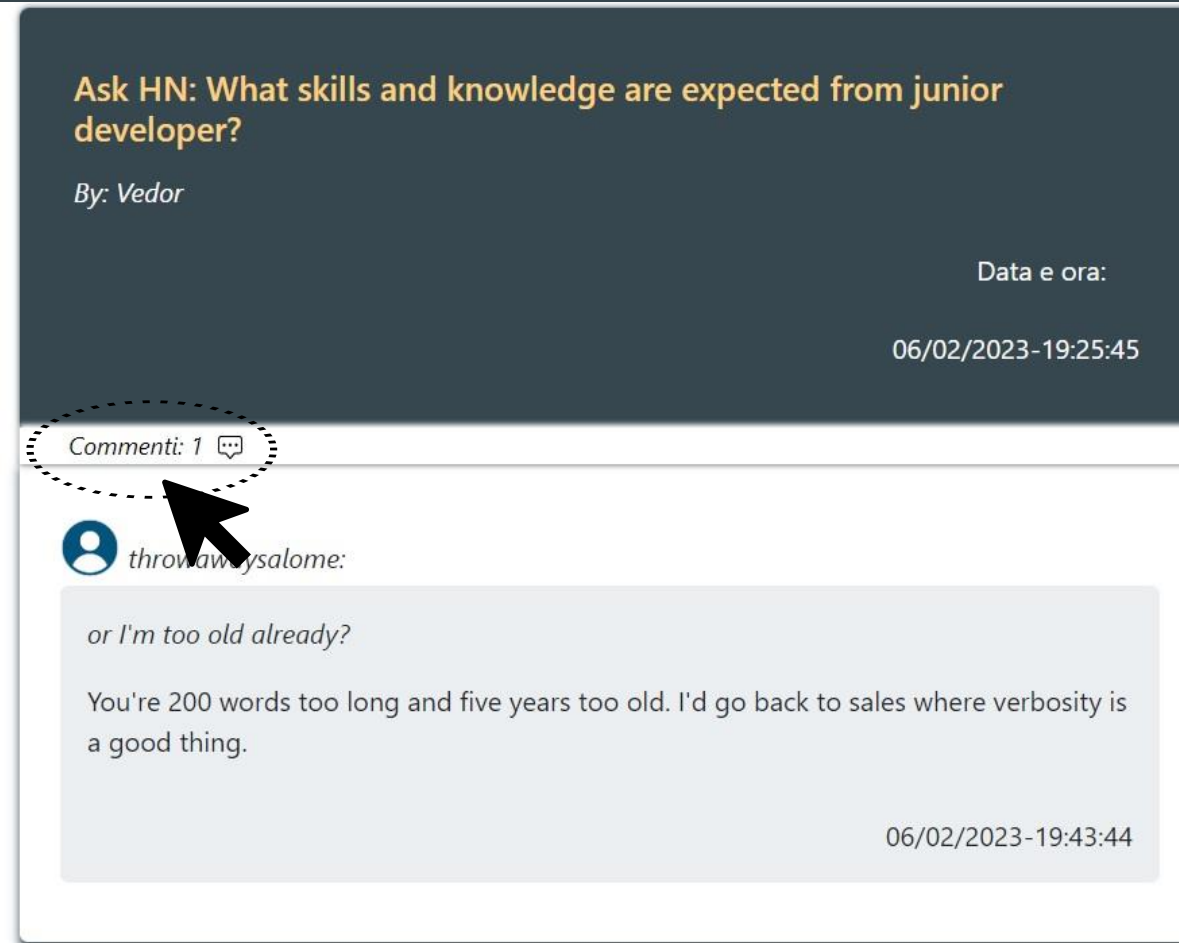 Ask HN: What skills and knowledge are expected from junior
developer?
By: Vedor
Data e ora:
06/02/2023-19:25:45
Commenti: 1
throwawaysalome:
or I'm too old already?
You're 200 words too long and five years too old. I'd go back to sales where verbosity is
a good thing.
06/02/2023-19:43:44